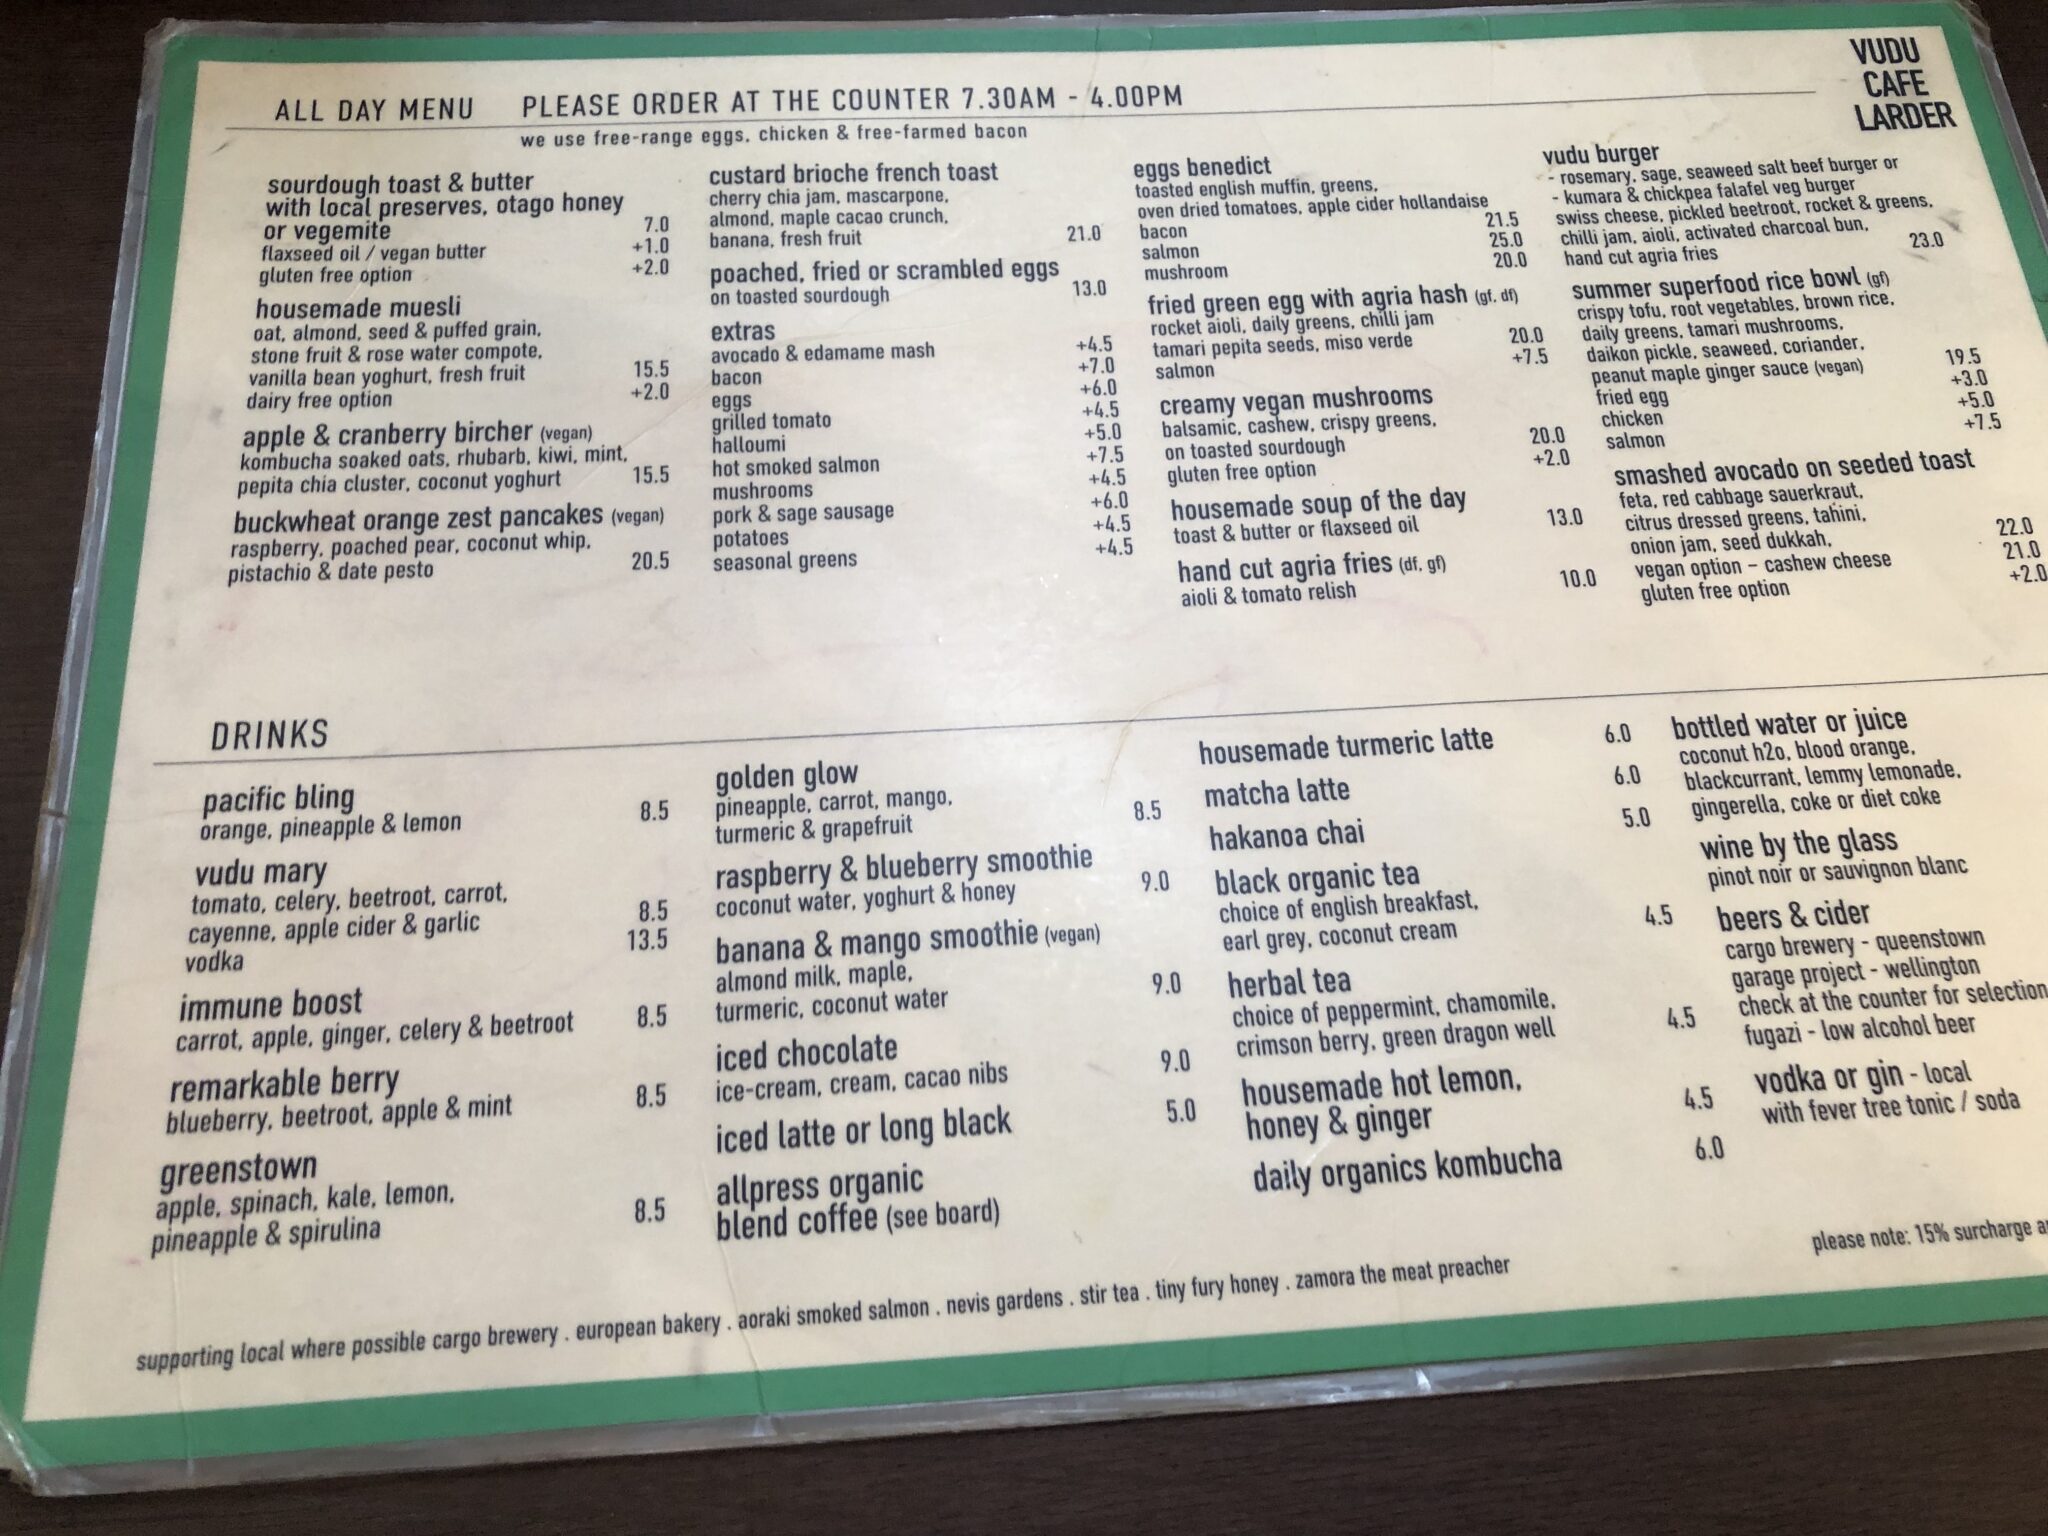 VUDU
CAFE
LARDER
ALL DAY MENU PLEASE ORDER AT THE COUNTER 7.30AM - 4.00PM
we use free-range eggs, chicken & free-farmed bacon
sourdough toast & butter
with local preserves, otago honey
or vegemite 7.0
flaxseed oil / vegan butter +1.0
gluten free option +2.0
housemade muesli
oat, almond, seed & puffed grain,
stone fruit & rose water compote,
vanilla bean yoghurt, fresh fruit 15.5
dairy free option +2.0
apple & cranberry bircher (vegan)
kombucha soaked oats, rhubarb, kiwi, mint,
pepita chia cluster, coconut yoghurt 15.5
buckwheat orange zest pancakes (vegan)
raspberry, poached pear, coconut whip,
pistachio & date pesto 20.5
custard brioche french toast
cherry chia jam, mascarpone,
almond, maple cacao crunch,
banana, fresh fruit 21.0
poached, fried or scrambled eggs
on toasted sourdough 13.0
extras
avocado & edamame mash +4.5
bacon +7.0
eggs +6.0
grilled tomato +4.5
halloumi +5.0
hot smoked salmon +7.5
mushrooms +4.5
pork & sage sausage +6.0
potatoes +4.5
seasonal greens +4.5
eggs benedict
toasted english muffin, greens,
oven dried tomatoes, apple cider hollandaise
bacon 21.5
salmon 25.0
mushroom 20.0
fried green egg with agria hash (gf, df)
rocket aioli, daily greens, chilli jam
tamari pepita seeds, miso verde 20.0
salmon +7.5
creamy vegan mushrooms
balsamic, cashew, crispy greens,
on toasted sourdough 20.0
gluten free option +2.0
housemade soup of the day
toast & butter or flaxseed oil 13.0
hand cut agria fries (df, gf)
aioli & tomato relish 10.0
vudu burger
- rosemary, sage, seaweed salt beef burger or
- kumara & chickpea falafel veg burger
swiss cheese, pickled beetroot, rocket & greens,
chilli jam, aioli, activated charcoal bun,
hand cut agria fries 23.0
summer superfood rice bowl (gf)
crispy tofu, root vegetables, brown rice,
daily greens, tamari mushrooms,
daikon pickle, seaweed, coriander,
peanut maple ginger sauce (vegan) 19.5
fried egg +3.0
chicken +5.0
salmon +7.5
smashed avocado on seeded toast
feta, red cabbage sauerkraut,
citrus dressed greens, tahini,
onion jam, seed dukkah, 22.0
vegan option – cashew cheese 21.0
gluten free option +2.0
DRINKS
pacific bling
orange, pineapple & lemon 8.5
vudu mary
tomato, celery, beetroot, carrot,
cayenne, apple cider & garlic 8.5
vodka 13.5
immune boost
carrot, apple, ginger, celery & beetroot 8.5
remarkable berry
blueberry, beetroot, apple & mint 8.5
greenstown
apple, spinach, kale, lemon,
pineapple & spirulina 8.5
golden glow
pineapple, carrot, mango,
turmeric & grapefruit 8.5
raspberry & blueberry smoothie
coconut water, yoghurt & honey 9.0
banana & mango smoothie (vegan)
almond milk, maple,
turmeric, coconut water 9.0
iced chocolate
ice-cream, cream, cacao nibs 9.0
iced latte or long black 5.0
allpress organic
blend coffee (see board)
housemade turmeric latte 6.0
matcha latte 6.0
hakanoa chai 5.0
black organic tea
choice of english breakfast,
earl grey, coconut cream 4.5
herbal tea
choice of peppermint, chamomile,
crimson berry, green dragon well 4.5
housemade hot lemon,
honey & ginger 4.5
daily organics kombucha 6.0
bottled water or juice
coconut h2o, blood orange,
blackcurrant, lemmy lemonade,
gingerella, coke or diet coke
wine by the glass
pinot noir or sauvignon blanc
beers & cider
cargo brewery - queenstown
garage project - wellington
check at the counter for selection
fugazi - low alcohol beer
vodka or gin - local
with fever tree tonic / soda
please note: 15% surcharge
supporting local where possible cargo brewery . european bakery . aoraki smoked salmon . nevis gardens . stir tea . tiny fury honey . zamora the meat preacher